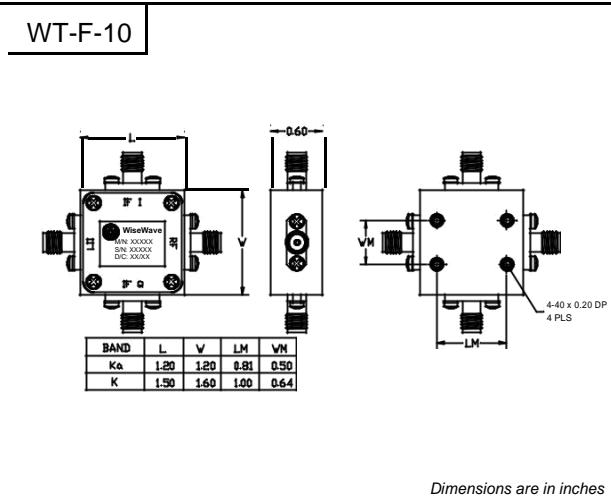 WT-F-10
L
0.60
IF I
WiseWave
M/N: XXXXX
S/N: XXXXX
D/C: XX/XX
RF
IF Q
W
WM
4-40 x 0.20 DP
4 PLS
LM
BAND L W LM WM
Ka 1.20 1.20 0.81 0.50
K 1.50 1.60 1.00 0.64
Dimensions are in inches